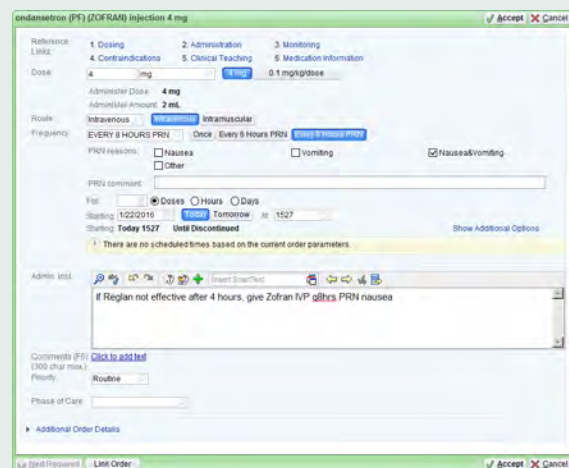 ondansetron (PF) (ZOFRAN) injection 4 mg Accept Cancel
Reference Links: 1. Dosing 2. Administration 3. Monitoring
4. Contraindications 5. Clinical Teaching 6. Medication Information
Dose: 4 mg 4 mg 0.1 mg/kg/dose
Administer Dose: 4 mg
Administer Amount: 2 mL
Route: Intravenous Intravenous Intramuscular
Frequency: EVERY 8 HOURS PRN Once Every 6 Hours PRN Every 8 Hours PRN
PRN reasons: Nausea Vomiting Nausea&Vomiting
Other
PRN comment:
For: Doses Hours Days
Starting: 1/22/2016 Today Tomorrow At: 1527
Starting: Today 1527 Until Discontinued Show Additional Options
There are no scheduled times based on the current order parameters.
Admin. Inst.: Insert SmartText
If Reglan not effective after 4 hours, give Zofran IVP q8hrs PRN nausea
Comments (F6) Click to add text
(300 char max.)
Priority: Routine
Phase of Care:
Additional Order Details
Next Required Link Order Accept Cancel